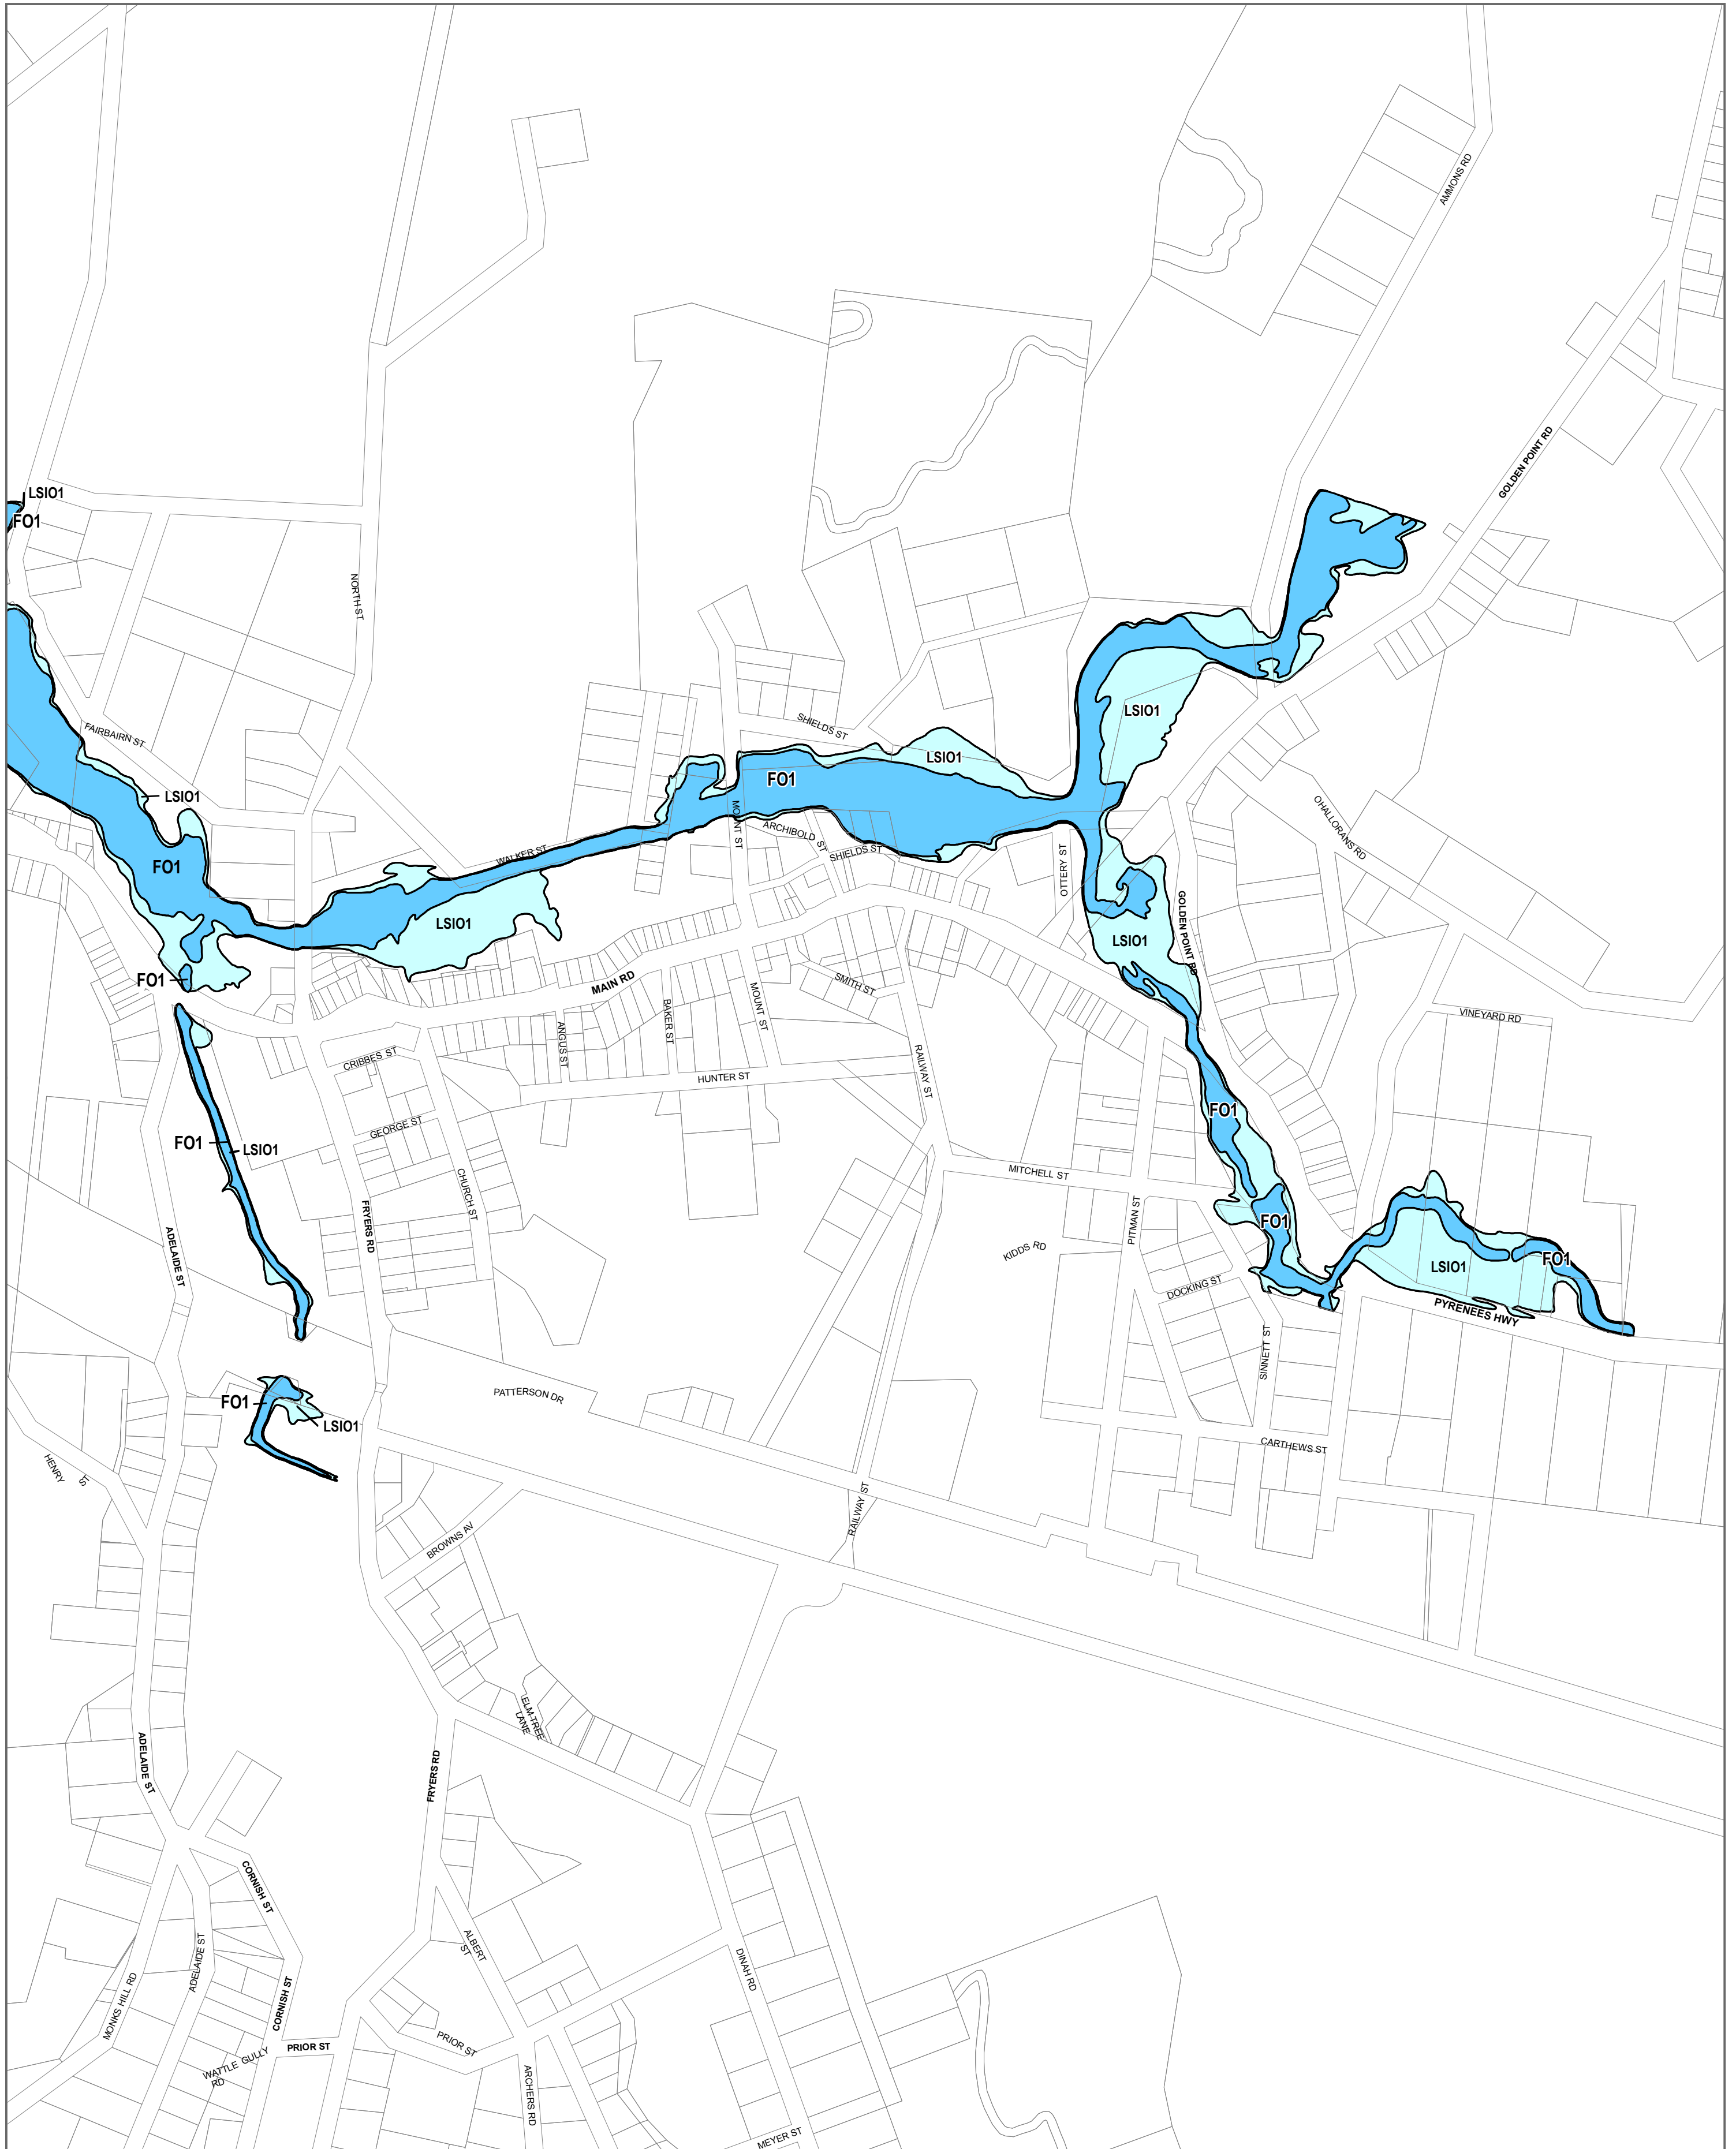 AMMONS RD
GOLDEN POINT RD
LSIO1
FO1
NORTH ST
LSIO1
SHIELDS ST
FAIRBAIRN ST
LSIO1
FO1
LSIO1
MOUNT ST
OHALLORANS RD
ARCHIBOLD
ST
WALKER ST
SHIELDS ST
FO1
OTTERY ST
LSIO1
GOLDEN POINT RD
LSIO1
FO1
MAIN RD
SMITH ST
BAKER ST
MOUNT ST
VINEYARD RD
ANGUS ST
CRIBBES ST
RAILWAY ST
HUNTER ST
FO1
GEORGE ST
FO1
LSIO1
MITCHELL ST
CHURCH ST
FRYERS RD
PITMAN ST
FO1
ADELAIDE ST
KIDDS RD
FO1
LSIO1
DOCKING ST
PYRENEES HWY
SINNETT ST
PATTERSON DR
FO1
LSIO1
CARTHEWS ST
HENRY
ST
RAILWAY ST
BROWNS AV
ELM TREE
LANE
ADELAIDE ST
FRYERS RD
CORNISH ST
ALBERT
ST
ADELAIDE ST
DINAH RD
MONKS HILL RD
CORNISH ST
PRIOR ST
PRIOR ST
WATTLE GULLY
RD
ARCHERS RD
MEYER ST